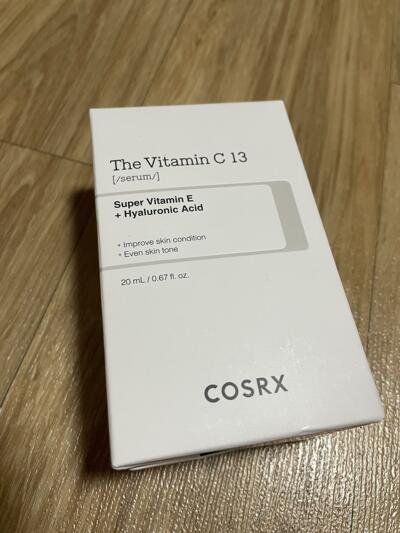 The Vitamin C 13
[/serum/]
Super Vitamin E
+ Hyaluronic Acid
+ Improve skin condition
+ Even skin tone
20 mL / 0.67 fl. oz.
COSRX